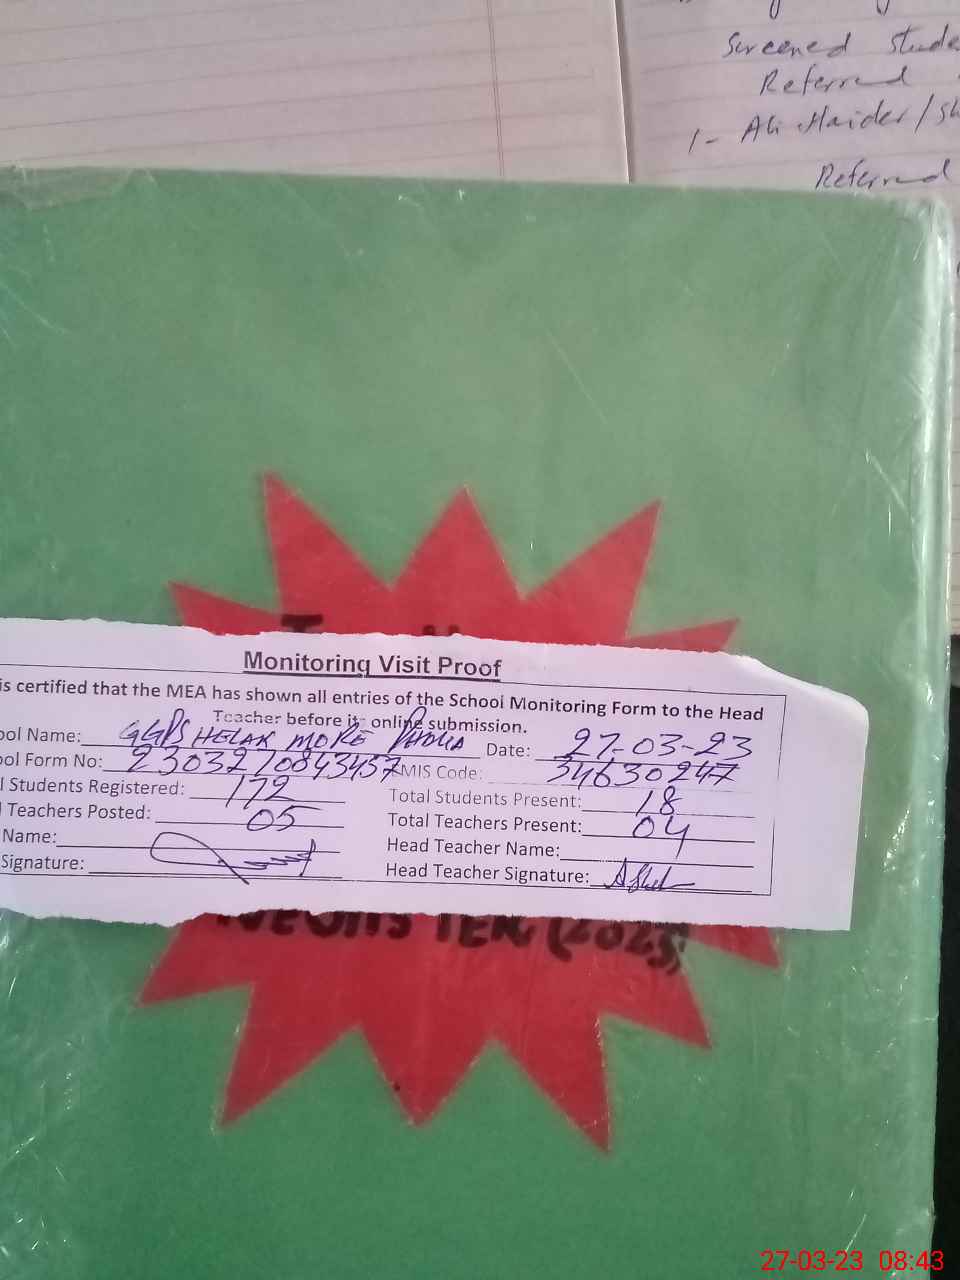 Screened stude
Referred
1- Ali Haider/sh
Referred
Monitoring Visit Proof
is certified that the MEA has shown all entries of the School Monitoring Form to the Head
Teacher before its online submission.
ool Name: GGPS HELAK MORE Date: 27-03-23
ool Form No: 2303270843457 EMIS Code: 34630247
l Students Registered: 172 Total Students Present: 18
l Teachers Posted: 05 Total Teachers Present: 04
Name: Head Teacher Name:
Signature: Head Teacher Signature:
(2023)
27-03-23 08:43